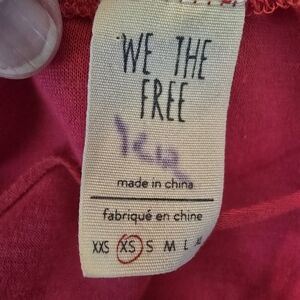 WE THE
FREE
made in china
fabriqué en chine
XXS XS S M L